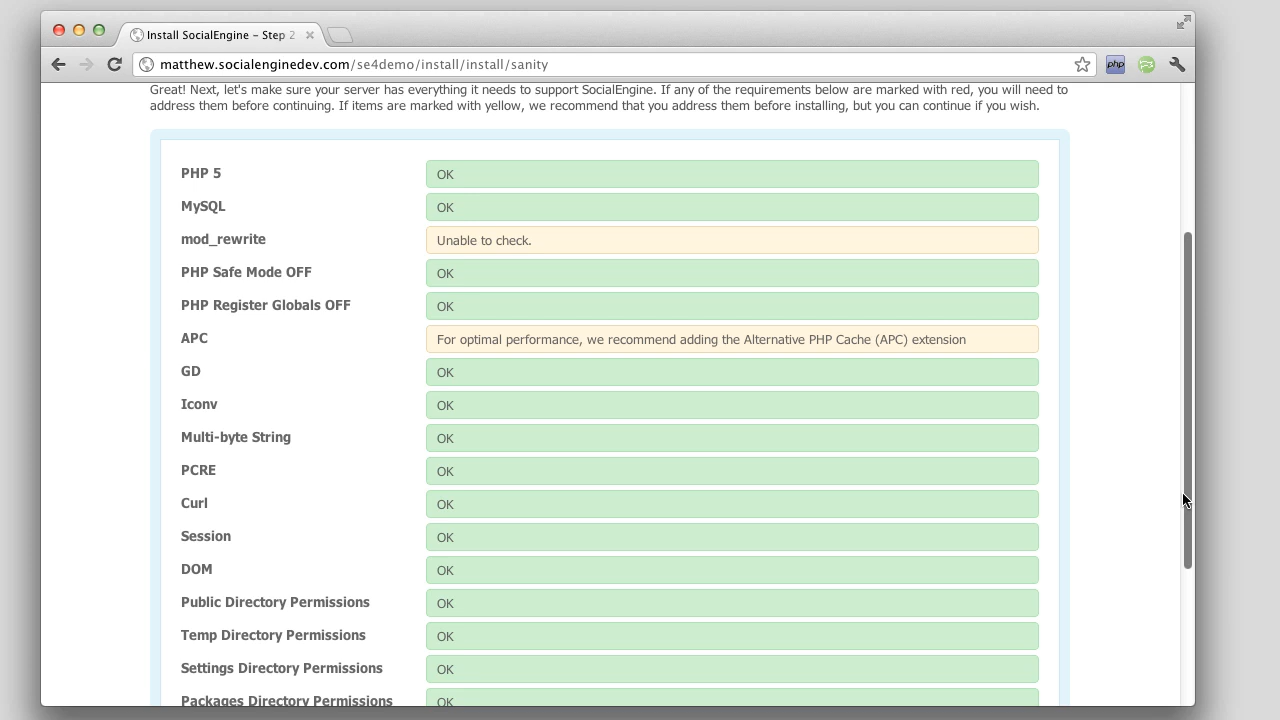 Install SocialEngine – Step 2
matthew.socialenginedev.com/se4demo/install/install/sanity
php
Great! Next, let's make sure your server has everything it needs to support SocialEngine. If any of the requirements below are marked with red, you will need to
address them before continuing. If items are marked with yellow, we recommend that you address them before installing, but you can continue if you wish.
PHP 5 OK
MySQL OK
mod_rewrite Unable to check.
PHP Safe Mode OFF OK
PHP Register Globals OFF OK
APC For optimal performance, we recommend adding the Alternative PHP Cache (APC) extension
GD OK
Iconv OK
Multi-byte String OK
PCRE OK
Curl OK
Session OK
DOM OK
Public Directory Permissions OK
Temp Directory Permissions OK
Settings Directory Permissions OK
Packages Directory Permissions OK